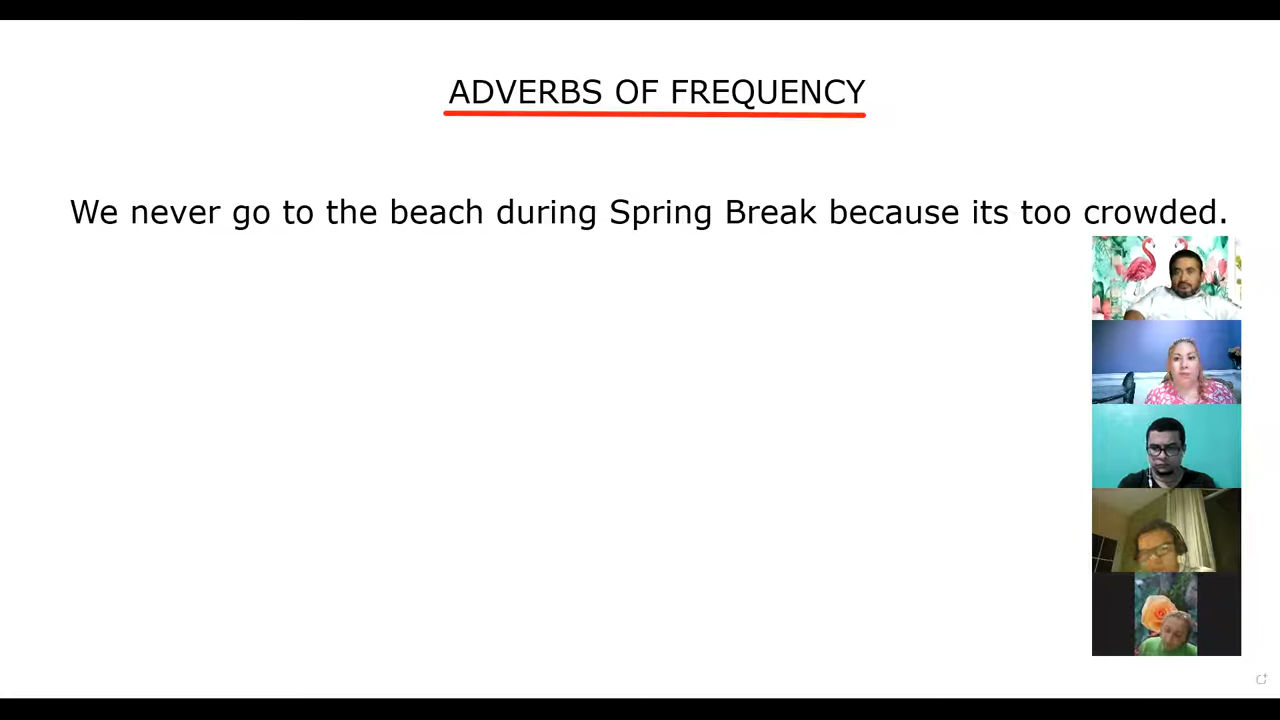 ADVERBS OF FREQUENCY
We never go to the beach during Spring Break because its too crowded.